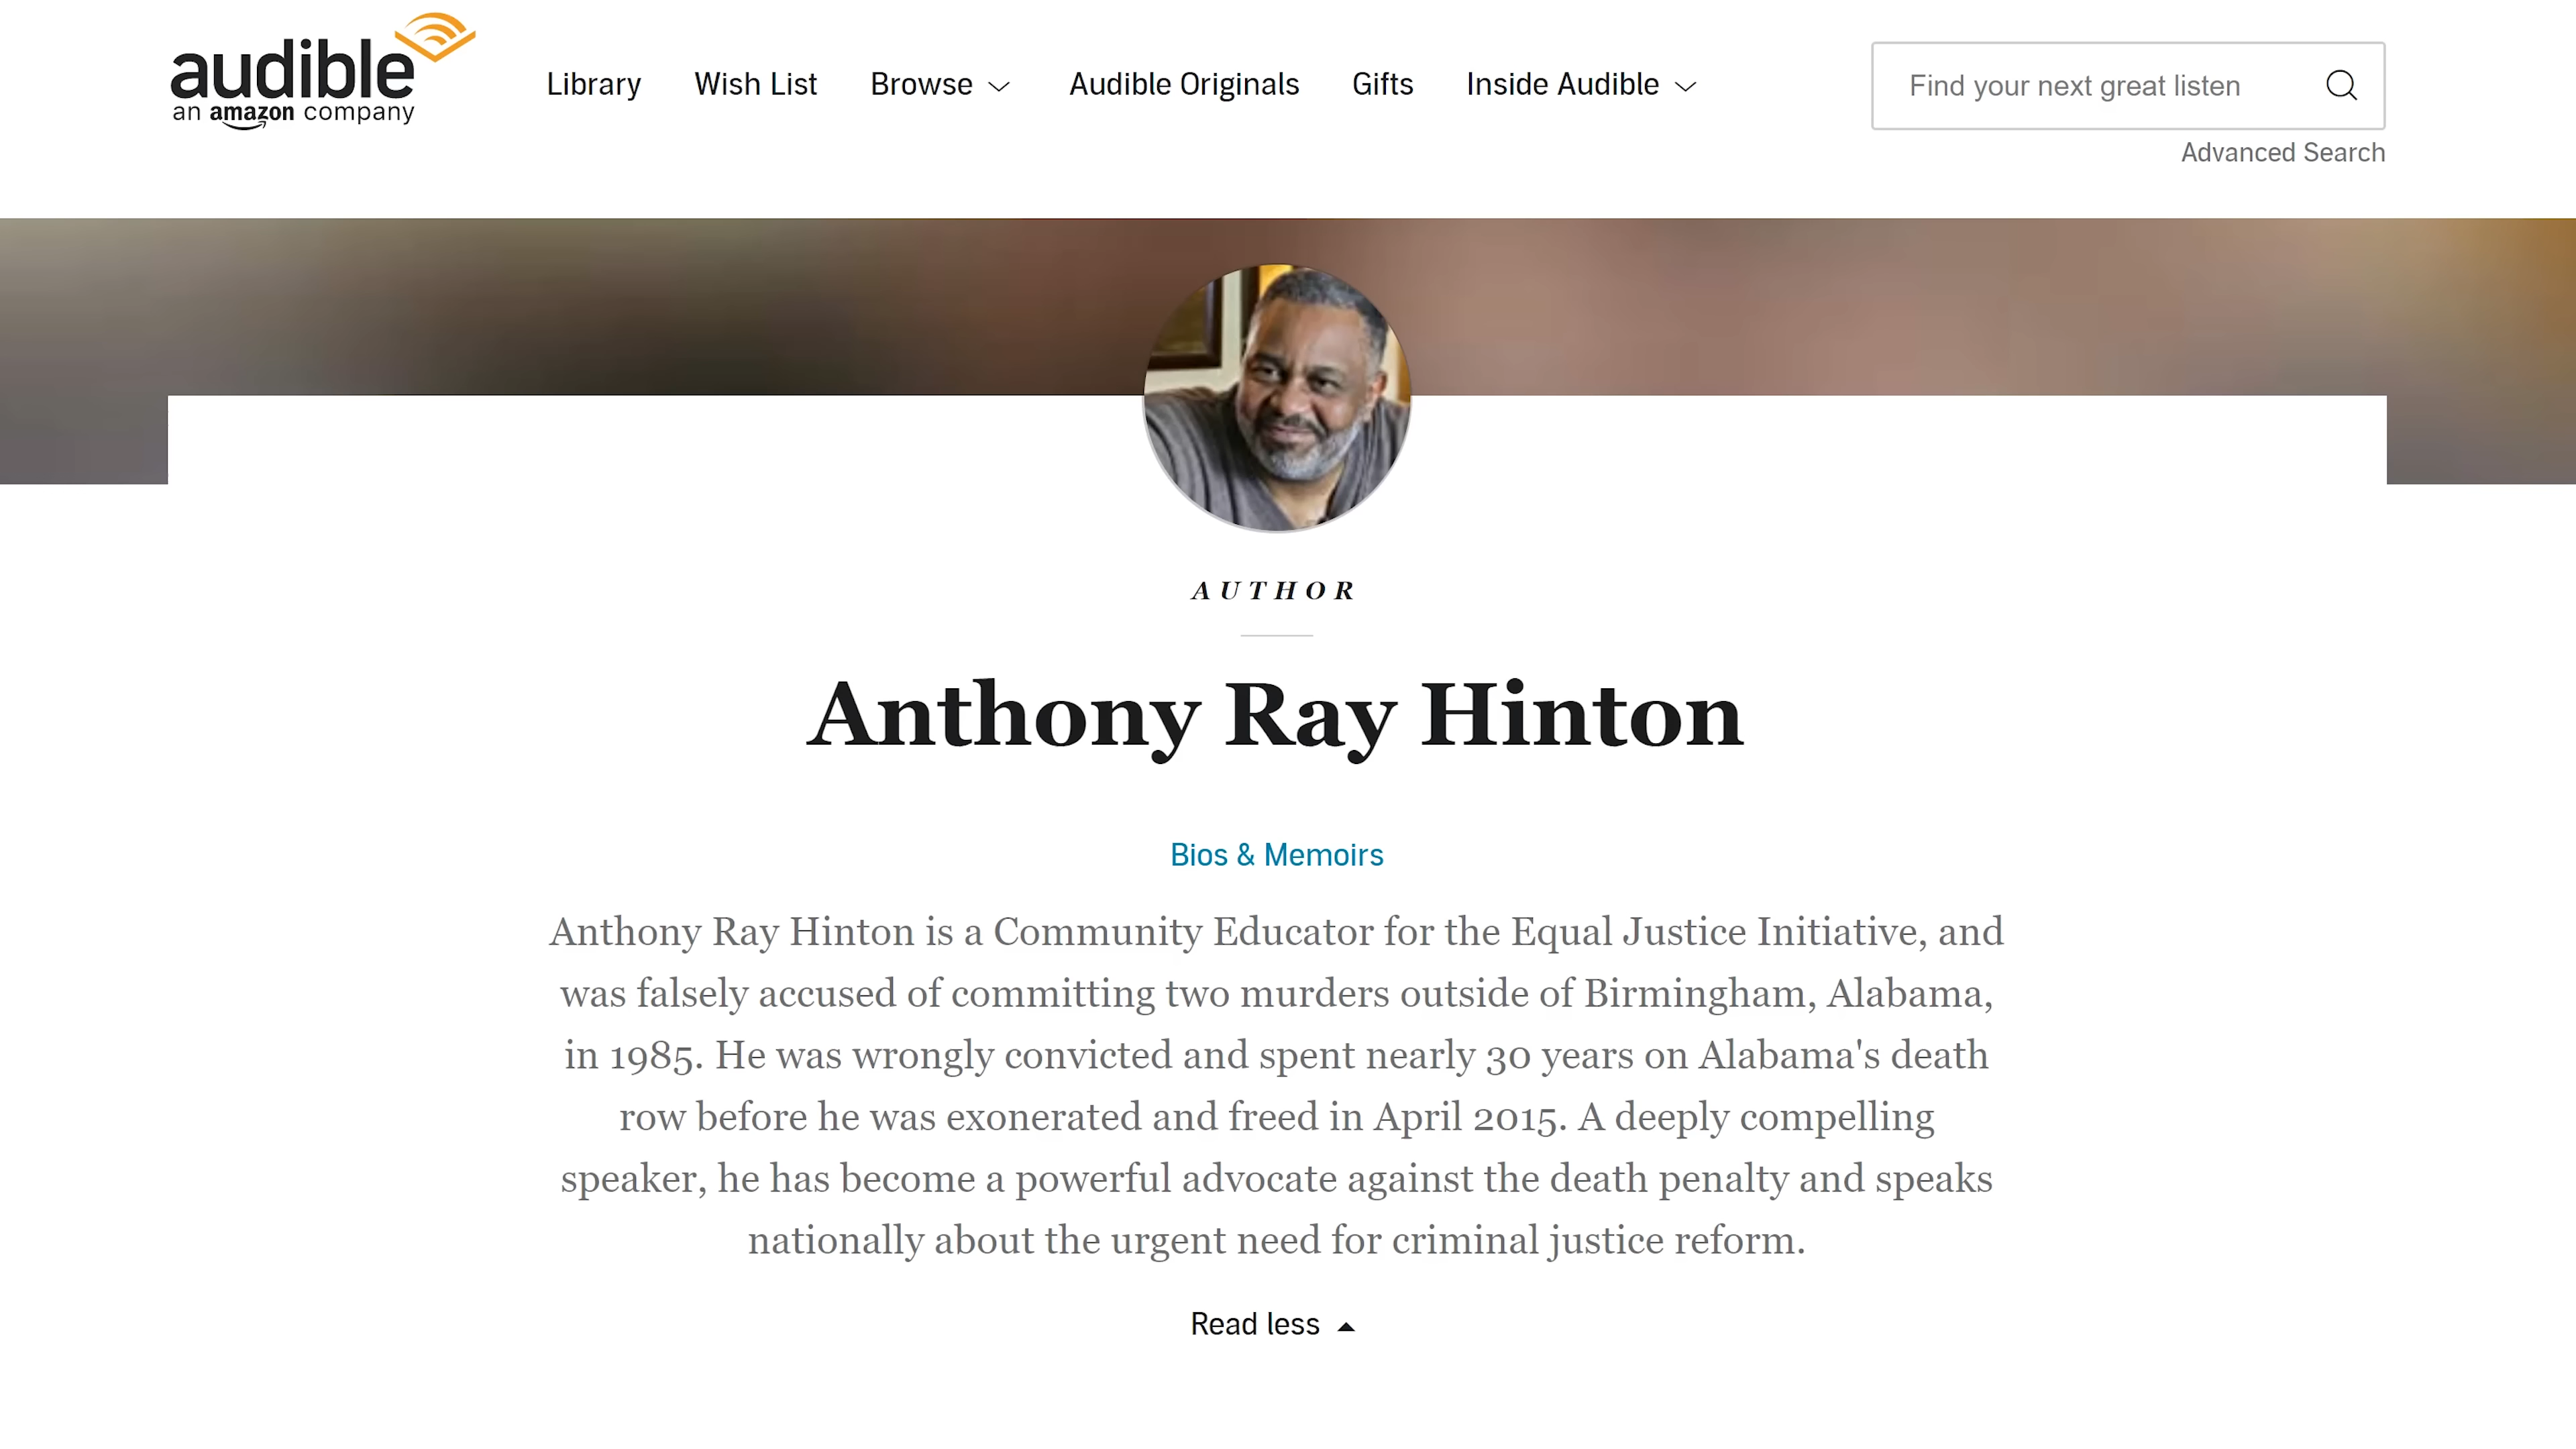 audible
an amazon company
Library
Wish List
Browse
Audible Originals
Gifts
Inside Audible
Find your next great listen
Advanced Search
AUTHOR
Anthony Ray Hinton
Bios & Memoirs
Anthony Ray Hinton is a Community Educator for the Equal Justice Initiative, and
was falsely accused of committing two murders outside of Birmingham, Alabama,
in 1985. He was wrongly convicted and spent nearly 30 years on Alabama's death
row before he was exonerated and freed in April 2015. A deeply compelling
speaker, he has become a powerful advocate against the death penalty and speaks
nationally about the urgent need for criminal justice reform.
Read less